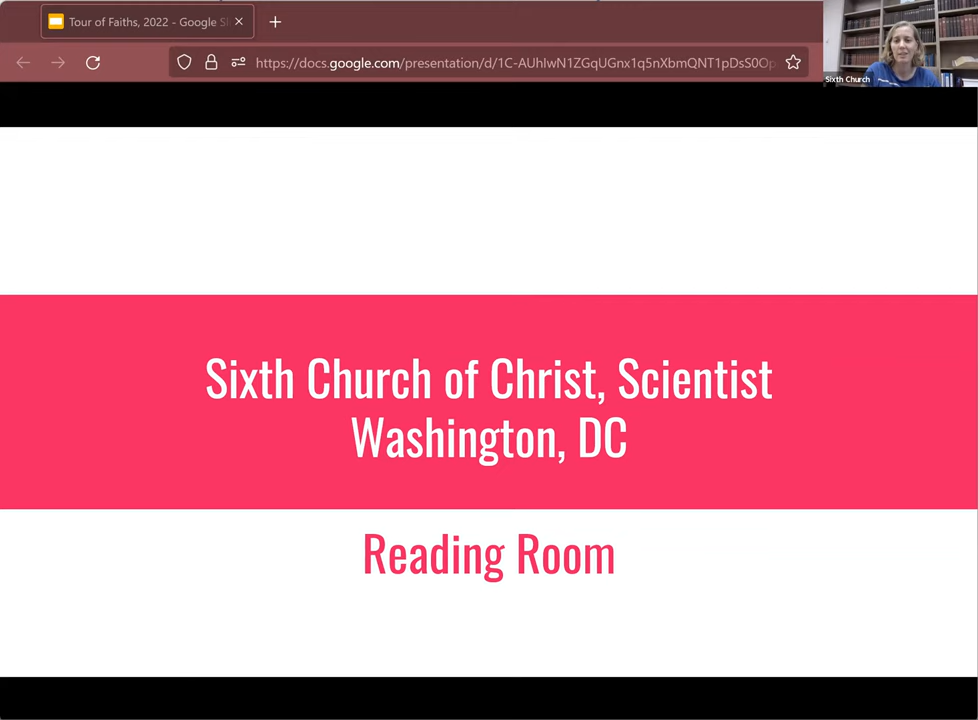 Tour of Faiths, 2022 - Google Sl
https://docs.google.com/presentation/d/1C-AUhlwN1ZGqUGnx1q5nXbmQNT1pDsS0Op
Sixth Church
Sixth Church of Christ, Scientist
Washington, DC
Reading Room